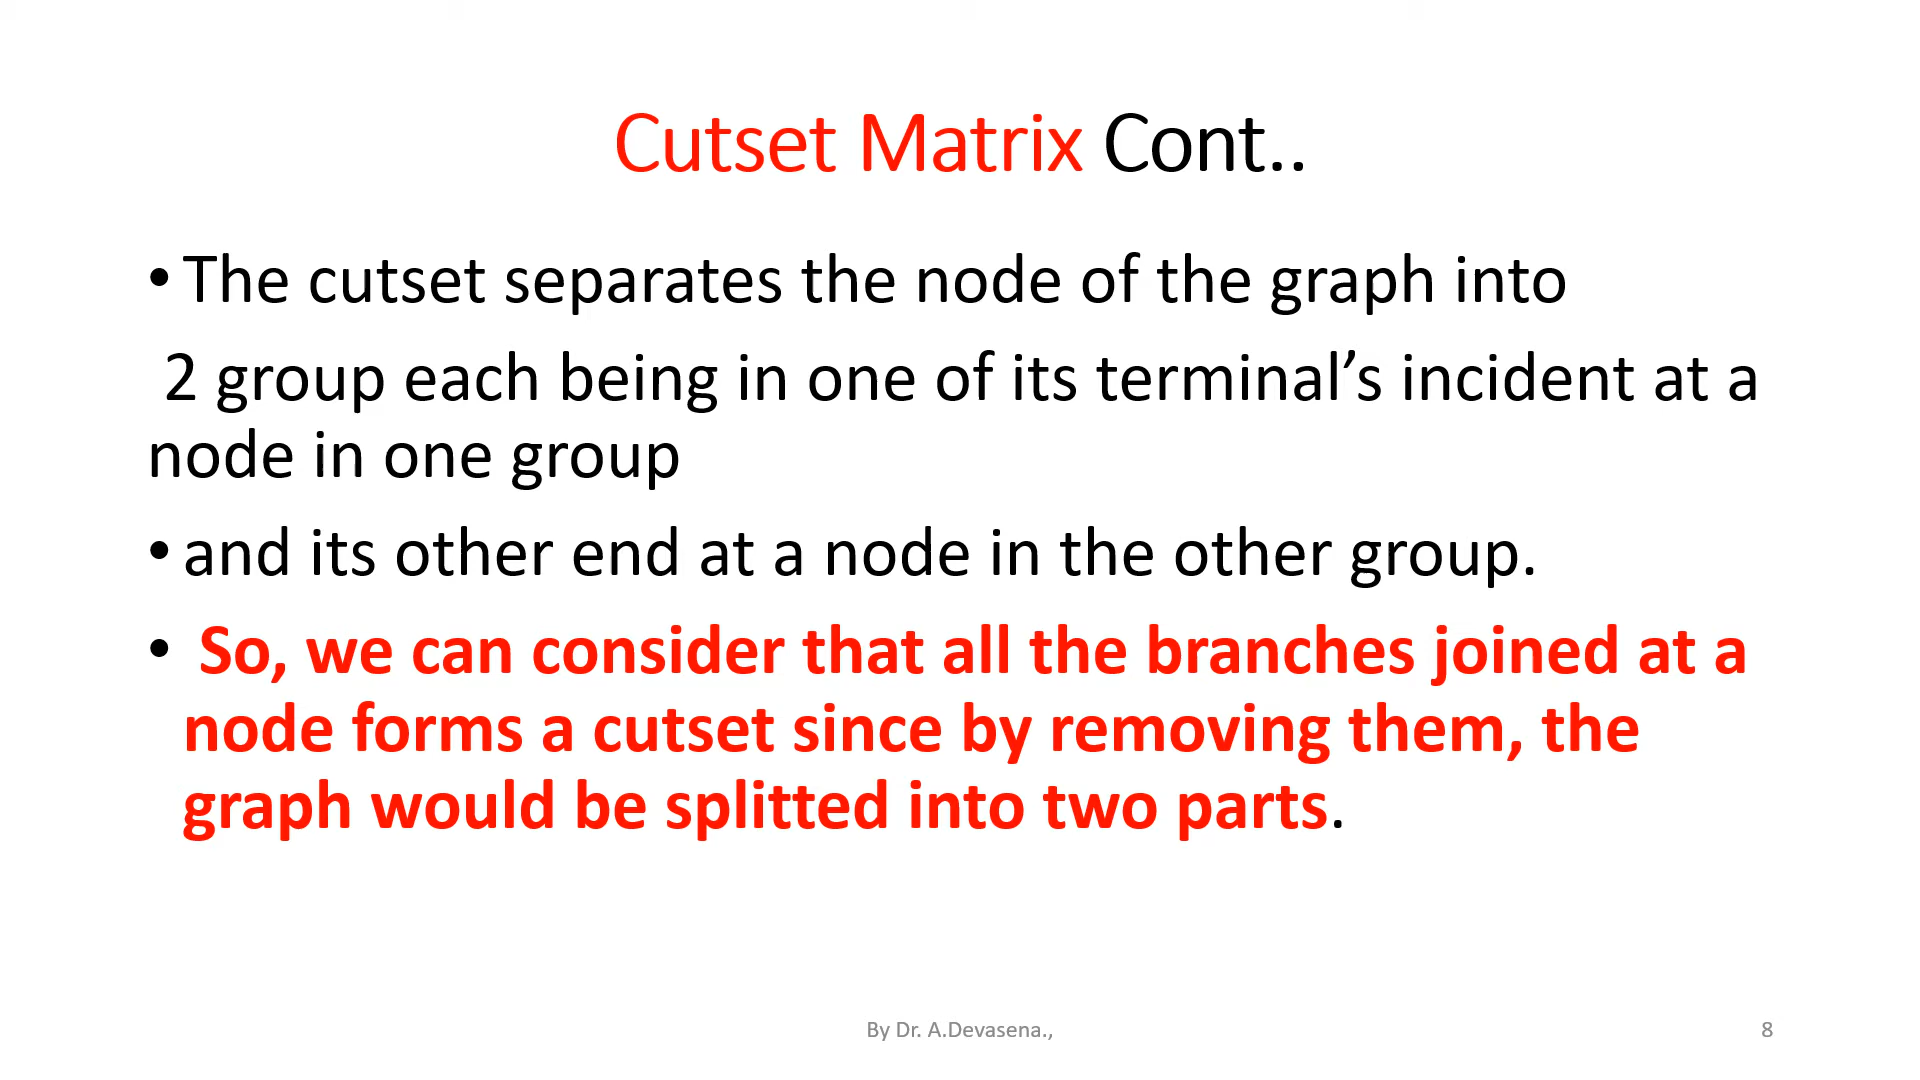 Cutset Matrix Cont..
• The cutset separates the node of the graph into
2 group each being in one of its terminal’s incident at a
node in one group
• and its other end at a node in the other group.
• So, we can consider that all the branches joined at a
node forms a cutset since by removing them, the
graph would be splitted into two parts.
By Dr. A.Devasena.,
8